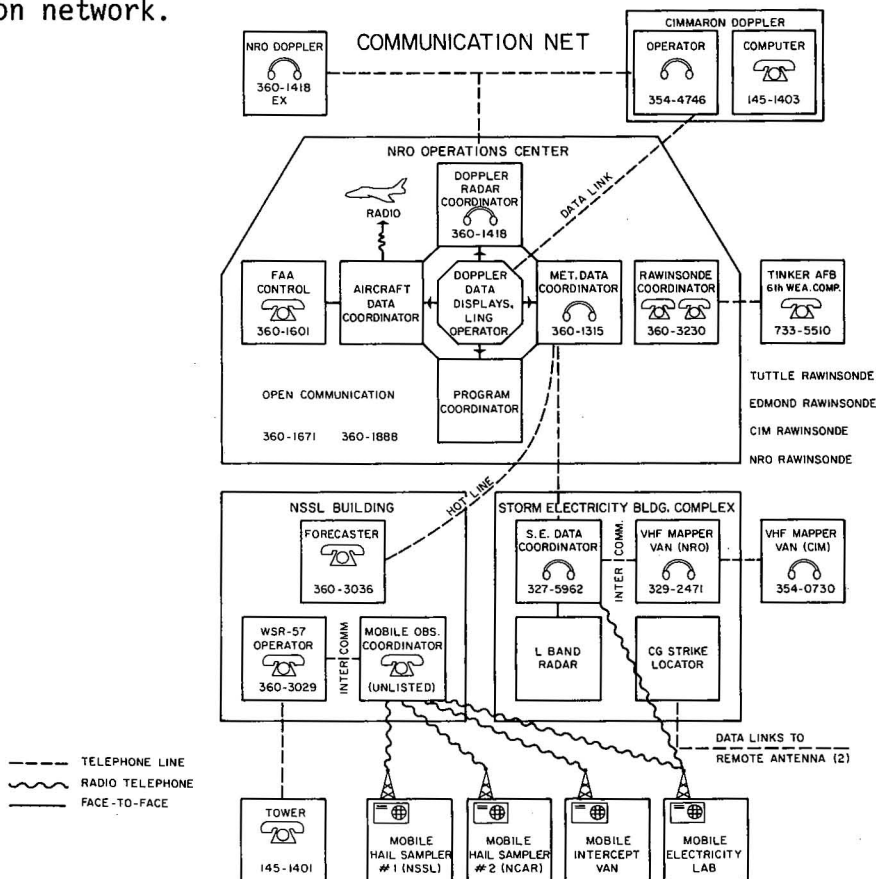 on network.
COMMUNICATION NET
NRO DOPPLER
360-1418
EX
CIMMARON DOPPLER
OPERATOR
354-4746
COMPUTER
145-1403
NRO OPERATIONS CENTER
DOPPLER
RADAR
COORDINATOR
360-1418
RADIO
DATA LINK
FAA
CONTROL
360-1601
AIRCRAFT
DATA
COORDINATOR
DOPPLER
DATA
DISPLAYS,
LING
OPERATOR
MET. DATA
COORDINATOR
360-1315
RAWINSONDE
COORDINATOR
360-3230
TINKER AFB
6th WEA. COMP.
733-5510
OPEN COMMUNICATION
360-1671 360-1888
PROGRAM
COORDINATOR
TUTTLE RAWINSONDE
EDMOND RAWINSONDE
CIM RAWINSONDE
NRO RAWINSONDE
HOT LINE
NSSL BUILDING
FORECASTER
360-3036
WSR-57
OPERATOR
360-3029
INTER COMM
MOBILE OBS.
COORDINATOR
(UNLISTED)
STORM ELECTRICITY BLDG. COMPLEX
S.E. DATA
COORDINATOR
327-5962
INTER COMM.
VHF MAPPER
VAN (NRO)
329-2471
VHF MAPPER
VAN (CIM)
354-0730
L BAND
RADAR
CG STRIKE
LOCATOR
DATA LINKS TO
REMOTE ANTENNA (2)
TELEPHONE LINE
RADIO TELEPHONE
FACE-TO-FACE
TOWER
145-1401
MOBILE
HAIL SAMPLER
#1 (NSSL)
MOBILE
HAIL SAMPLER
#2 (NCAR)
MOBILE
INTERCEPT
VAN
MOBILE
ELECTRICITY
LAB